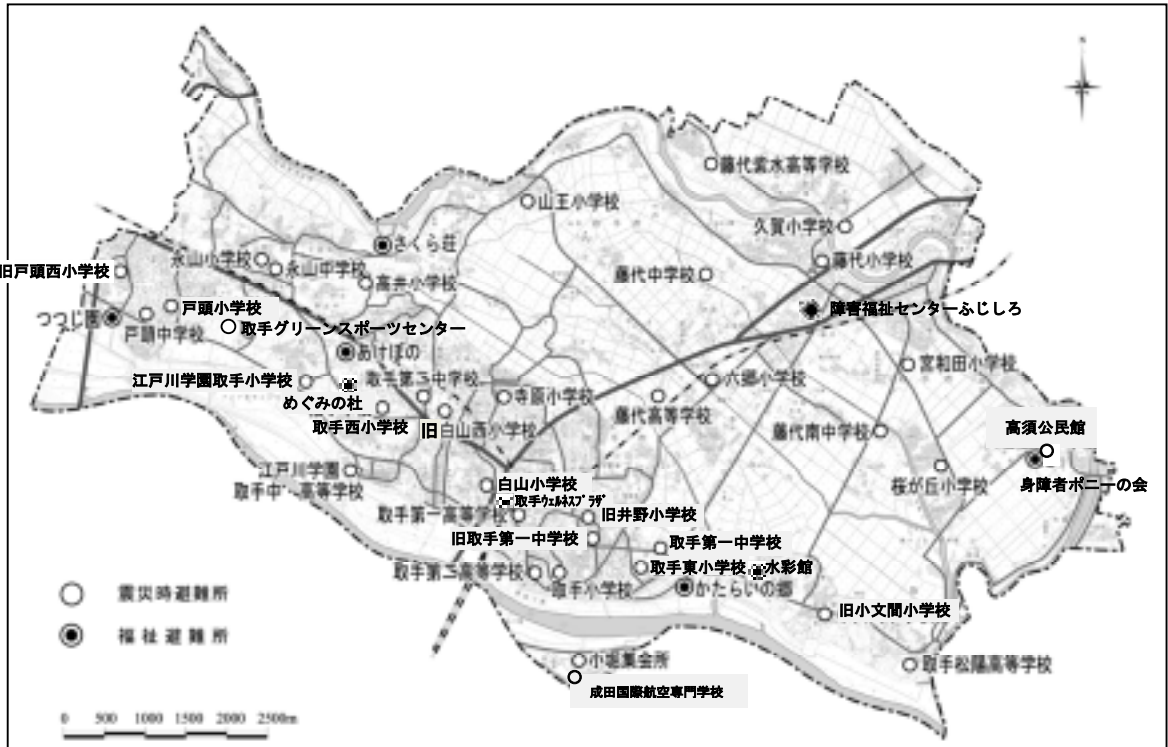 N
藤代紫水高等学校
山王小学校
久賀小学校
さくら荘
永山小学校
永山中学校
藤代小学校
旧戸頭西小学校
高井小学校
藤代中学校
戸頭小学校
つつじ園
戸頭中学校
取手グリーンスポーツセンター
障害福祉センターふじしろ
あけぼの
宮和田小学校
江戸川学園取手小学校
取手第二中学校
六郷小学校
めぐみの杜
寺原小学校
藤代高等学校
取手西小学校
旧白山西小学校
藤代南中学校
高須公民館
江戸川学園
取手中・高等学校
白山小学校
桜が丘小学校
身障者ポニーの会
取手ウェルネスプラザ
取手第一高等学校
旧井野小学校
旧取手第一中学校
取手第一中学校
取手東小学校
水彩館
取手第二高等学校
取手小学校
かたらいの郷
旧小文間小学校
震災時避難所
福祉避難所
小堀集会所
取手松陽高等学校
成田国際航空専門学校
0 500 1000 1500 2000 2500m